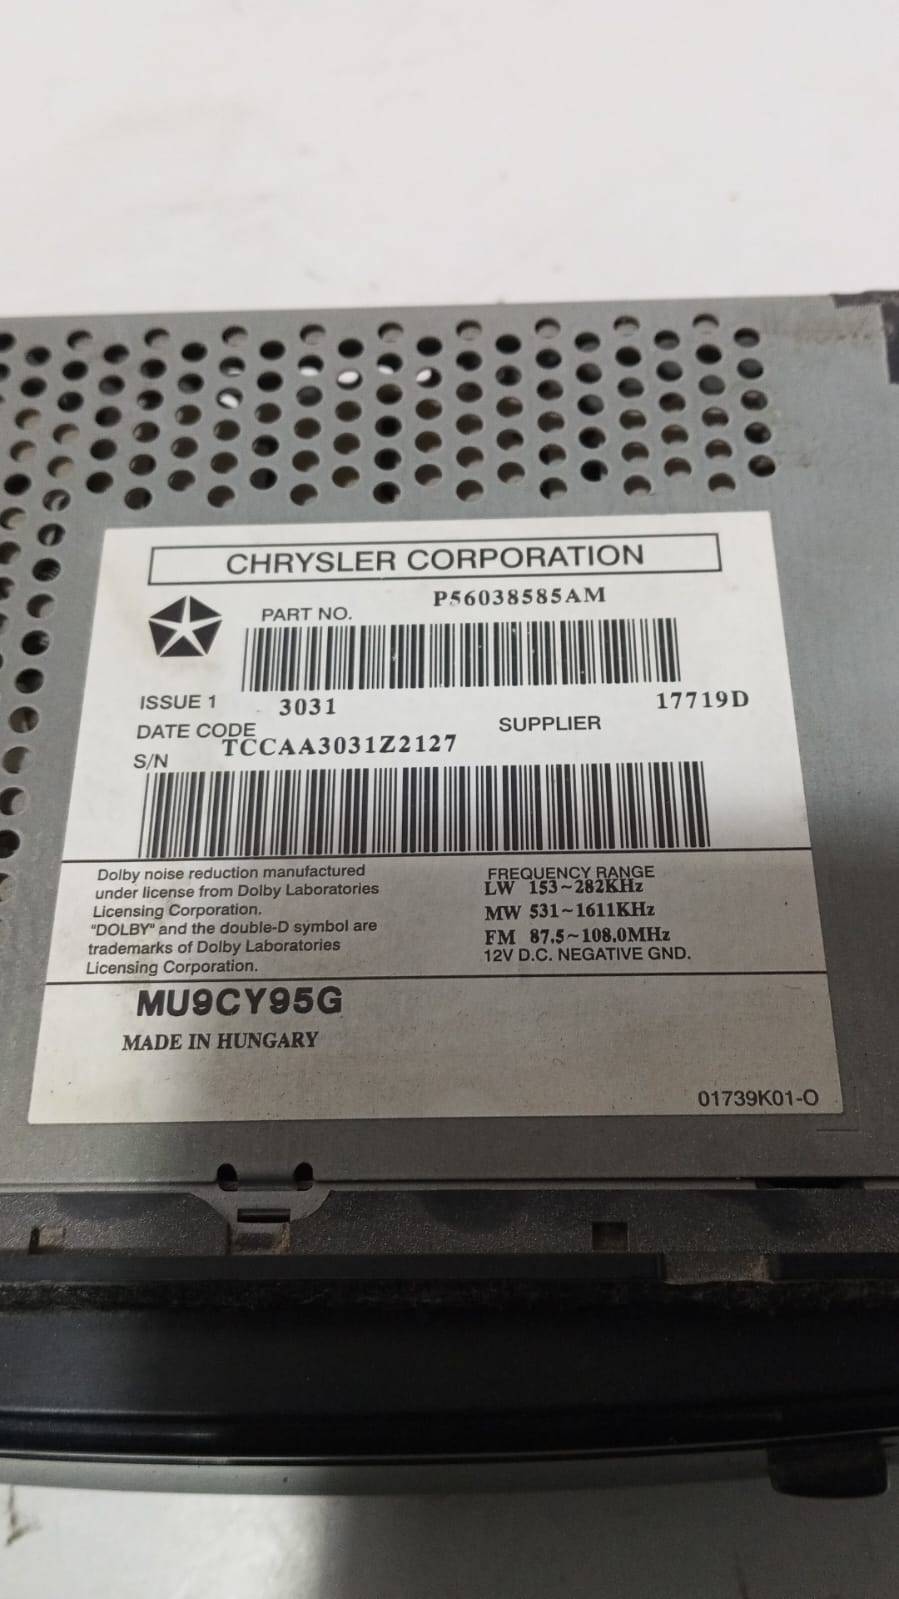 CHRYSLER CORPORATION
PART NO. P56038585AM
ISSUE 1 3031 17719D
DATE CODE SUPPLIER
S/N TCCAA3031Z2127
Dolby noise reduction manufactured
under license from Dolby Laboratories
Licensing Corporation.
"DOLBY" and the double-D symbol are
trademarks of Dolby Laboratories
Licensing Corporation.
FREQUENCY RANGE
LW 153~282KHz
MW 531~1611KHz
FM 87.5~108.0MHz
12V D.C. NEGATIVE GND.
MU9CY95G
MADE IN HUNGARY
01739K01-O